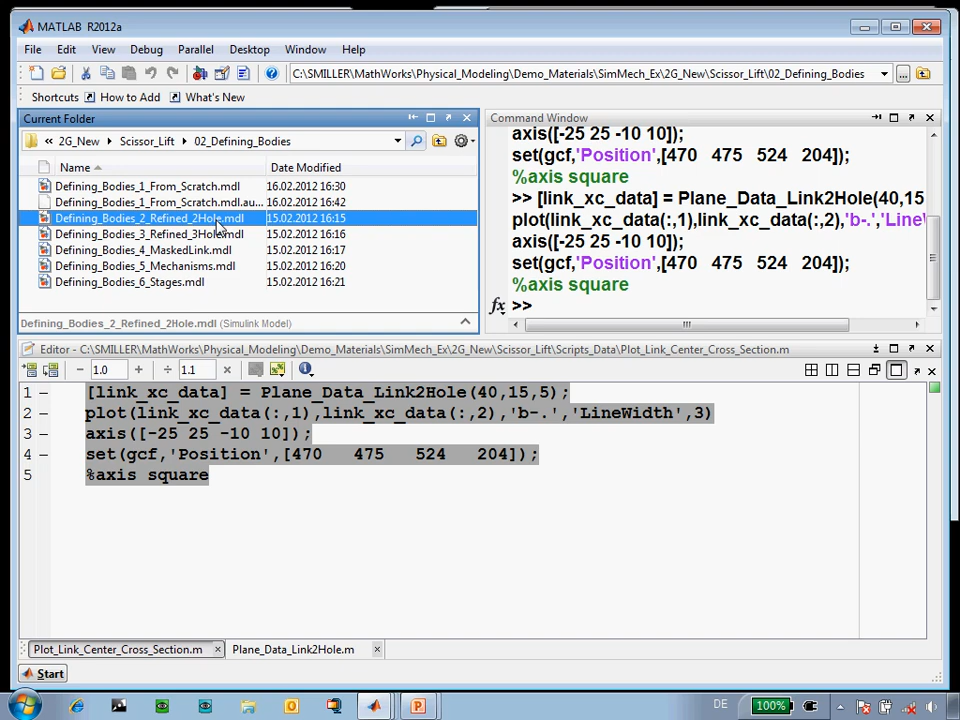 MATLAB R2012a
File Edit View Debug Parallel Desktop Window Help
C:\SMILLER\MathWorks\Physical_Modeling\Demo_Materials\SimMech_Ex\2G_New\Scissor_Lift\02_Defining_Bodies
Shortcuts How to Add What's New
Current Folder
« 2G_New Scissor_Lift 02_Defining_Bodies
Name Date Modified
Defining_Bodies_1_From_Scratch.mdl 16.02.2012 16:30
Defining_Bodies_1_From_Scratch.mdl.au... 16.02.2012 16:42
Defining_Bodies_2_Refined_2Hole.mdl 15.02.2012 16:15
Defining_Bodies_3_Refined_3Hole.mdl 15.02.2012 16:16
Defining_Bodies_4_MaskedLink.mdl 15.02.2012 16:17
Defining_Bodies_5_Mechanisms.mdl 15.02.2012 16:20
Defining_Bodies_6_Stages.mdl 15.02.2012 16:21
Defining_Bodies_2_Refined_2Hole.mdl (Simulink Model)
Command Window
axis([-25 25 -10 10]);
set(gcf,'Position',[470 475 524 204]);
%axis square
>> [link_xc_data] = Plane_Data_Link2Hole(40,15
plot(link_xc_data(:,1),link_xc_data(:,2),'b-.','Line
axis([-25 25 -10 10]);
set(gcf,'Position',[470 475 524 204]);
%axis square
fx >>
Editor - C:\SMILLER\MathWorks\Physical_Modeling\Demo_Materials\SimMech_Ex\2G_New\Scissor_Lift\Scripts_Data\Plot_Link_Center_Cross_Section.m
− 1.0 + ÷ 1.1 ×
1 – [link_xc_data] = Plane_Data_Link2Hole(40,15,5);
2 – plot(link_xc_data(:,1),link_xc_data(:,2),'b-.','LineWidth',3)
3 – axis([-25 25 -10 10]);
4 – set(gcf,'Position',[470 475 524 204]);
5 %axis square
Plot_Link_Center_Cross_Section.m Plane_Data_Link2Hole.m
Start
DE 100%